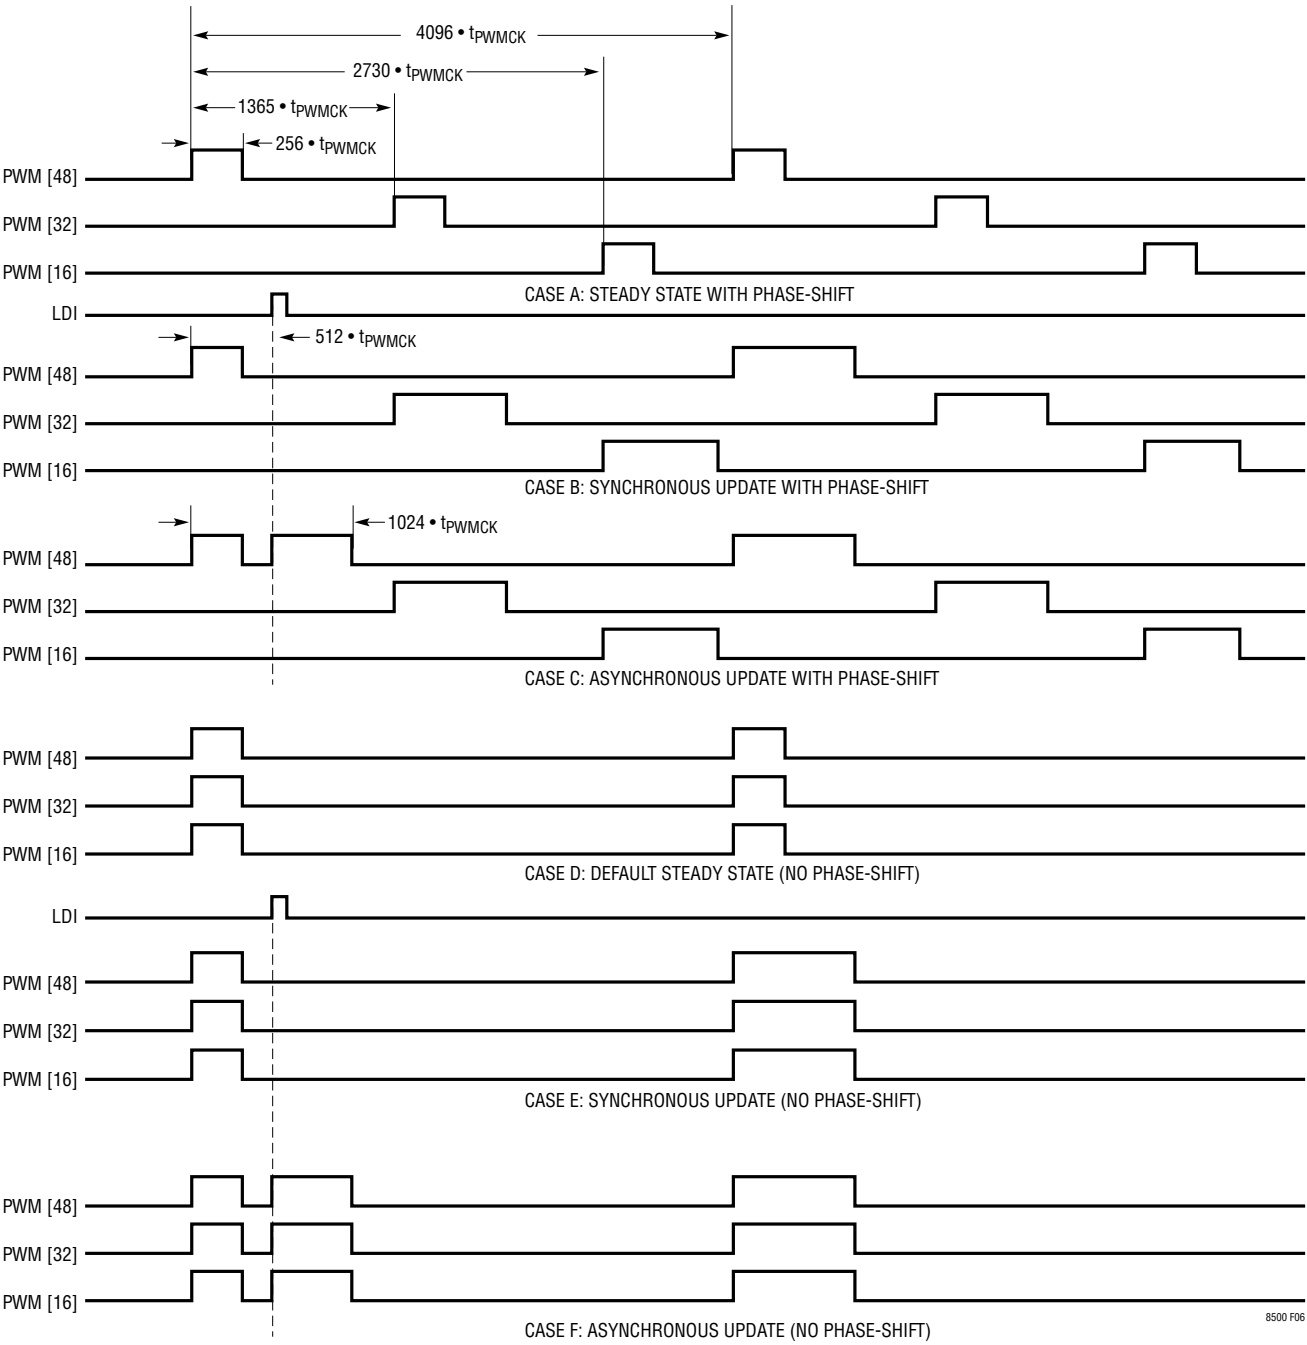 4096 • tPWMCK
2730 • tPWMCK
1365 • tPWMCK
256 • tPWMCK
PWM [48]
PWM [32]
PWM [16]
CASE A: STEADY STATE WITH PHASE-SHIFT
LDI
512 • tPWMCK
PWM [48]
PWM [32]
PWM [16]
CASE B: SYNCHRONOUS UPDATE WITH PHASE-SHIFT
1024 • tPWMCK
PWM [48]
PWM [32]
PWM [16]
CASE C: ASYNCHRONOUS UPDATE WITH PHASE-SHIFT
PWM [48]
PWM [32]
PWM [16]
CASE D: DEFAULT STEADY STATE (NO PHASE-SHIFT)
LDI
PWM [48]
PWM [32]
PWM [16]
CASE E: SYNCHRONOUS UPDATE (NO PHASE-SHIFT)
PWM [48]
PWM [32]
PWM [16]
8500 F06
CASE F: ASYNCHRONOUS UPDATE (NO PHASE-SHIFT)